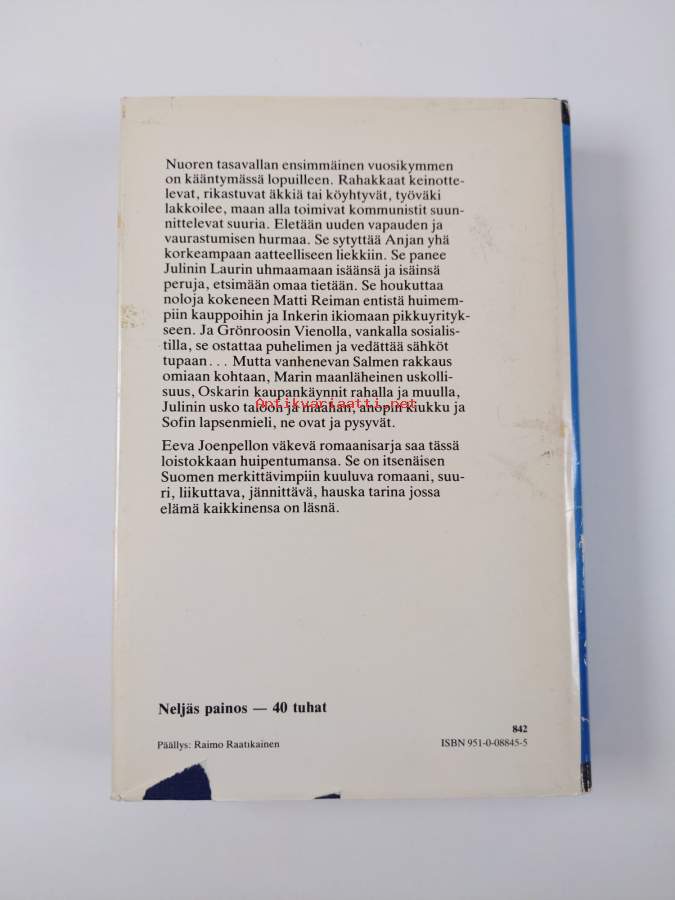 Nuoren tasavallan ensimmäinen vuosikymmen
on kääntymässä lopuilleen. Rahakkaat keinotte-
levat, rikastuvat äkkiä tai köyhtyvät, työväki
lakkoilee, maan alla toimivat kommunistit suun-
nittelevat suuria. Eletään uuden vapauden ja
vaurastumisen hurmaa. Se sytyttää Anjan yhä
korkeampaan aatteelliseen liekkiin. Se panee
Julinin Laurin uhmaamaan isäänsä ja isäinsä
peruja, etsimään omaa tietään. Se houkuttaa
noloja kokeneen Matti Reiman entistä huimem-
piin kauppoihin ja Inkerin ikiomaan pikkuyrityk-
seen. Ja Grönroosin Vienolla, vankalla sosialis-
tilla, se ostattaa puhelimen ja vedättää sähköt
tupaan... Mutta vanhenevan Salmen rakkaus
omiaan kohtaan, Marin maanläheinen uskolli-
suus, Oskarin kaupankäynnit rahalla ja muulla,
Antikvariaatti.net
Julinin usko taloon ja maahan, anopin kiukku ja
Sofin lapsenmieli, ne ovat ja pysyvät.
Eeva Joenpellon väkevä romaanisarja saa tässä
loistokkaan huipentumansa. Se on itsenäisen
Suomen merkittävimpiin kuuluva romaani, suu-
ri, liikuttava, jännittävä, hauska tarina jossa
elämä kaikkinensa on läsnä.
Neljäs painos — 40 tuhat
842
Päällys: Raimo Raatikainen
ISBN 951-0-08845-5